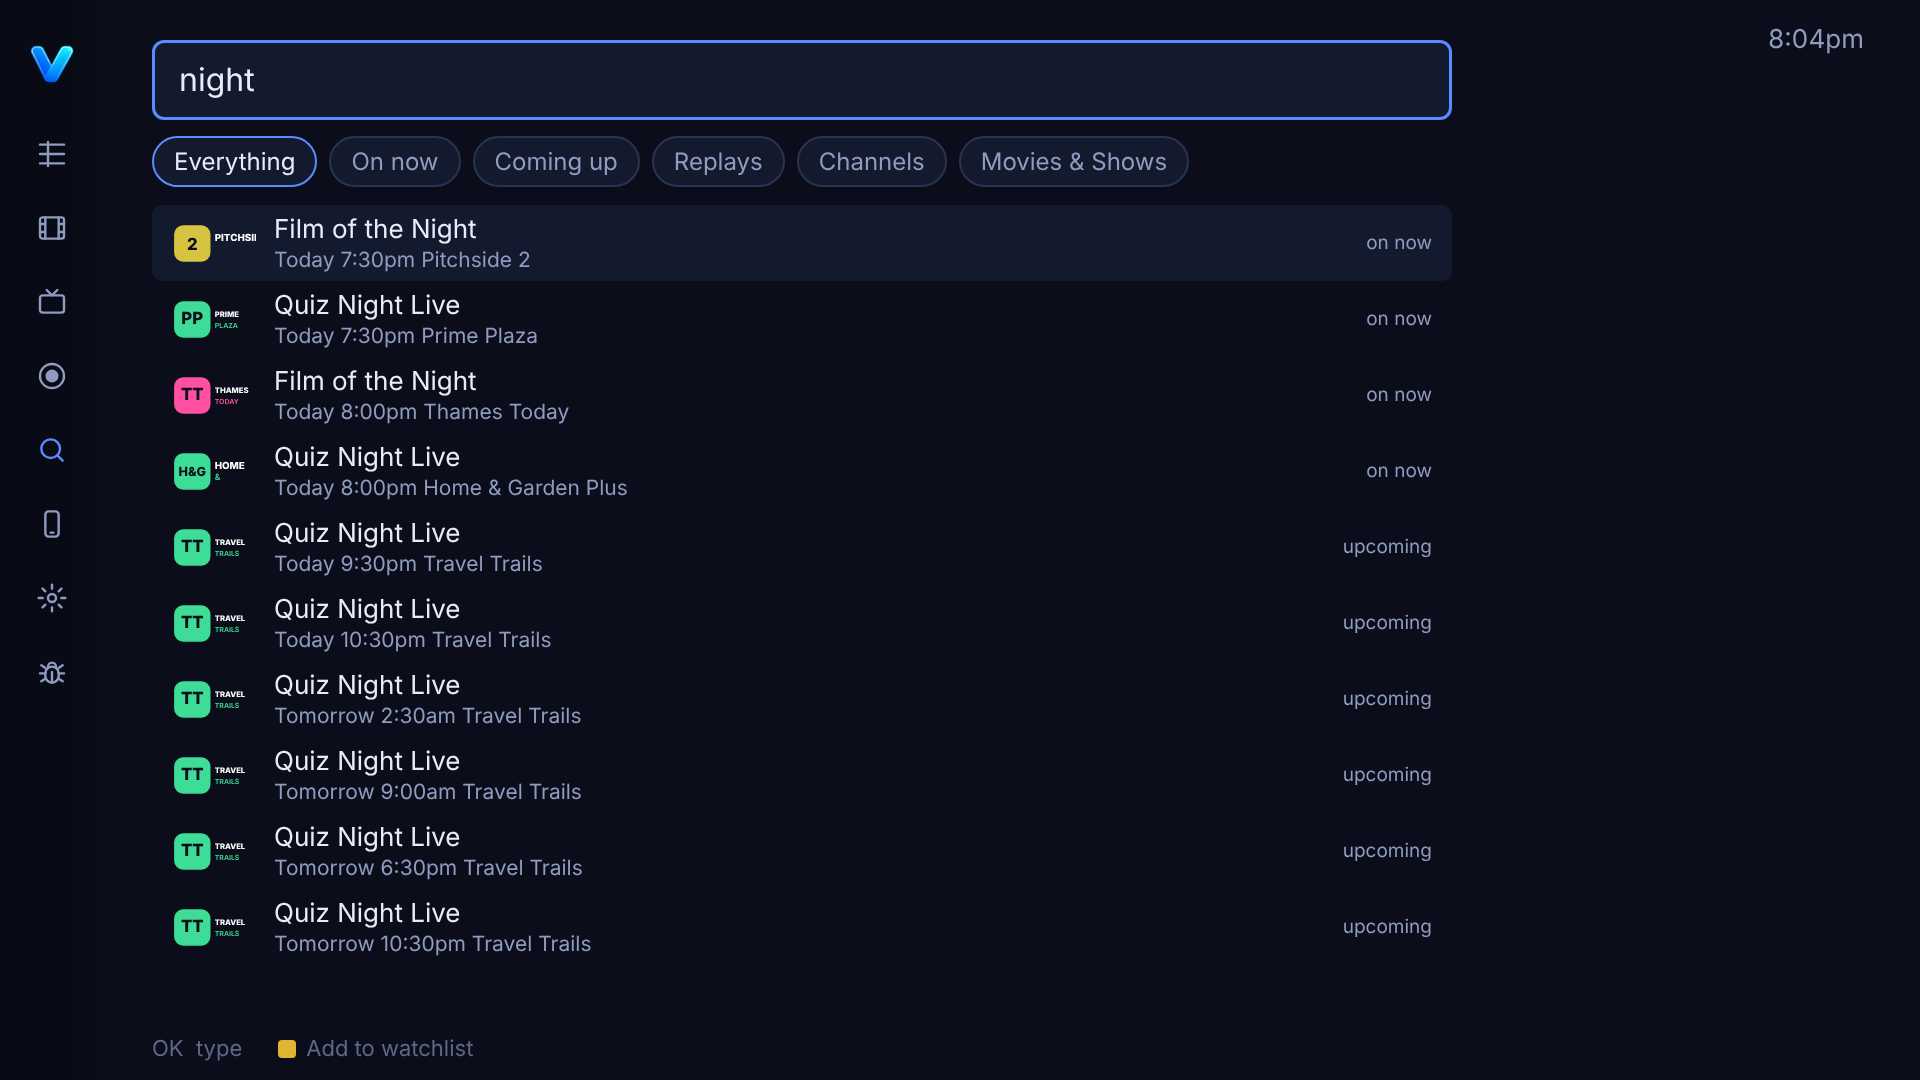 8:04pm
night
Everything
On now
Coming up
Replays
Channels
Movies & Shows
2
Film of the Night
Today 7:30pm Pitchside 2
on now
PP
PRIME
PLAZA
Quiz Night Live
Today 7:30pm Prime Plaza
on now
TT
THAMES
TODAY
Film of the Night
Today 8:00pm Thames Today
on now
H&G
HOME
&
Quiz Night Live
Today 8:00pm Home & Garden Plus
on now
TT
TRAVEL
TRAILS
Quiz Night Live
Today 9:30pm Travel Trails
upcoming
TT
TRAVEL
TRAILS
Quiz Night Live
Today 10:30pm Travel Trails
upcoming
TT
TRAVEL
TRAILS
Quiz Night Live
Tomorrow 2:30am Travel Trails
upcoming
TT
TRAVEL
TRAILS
Quiz Night Live
Tomorrow 9:00am Travel Trails
upcoming
TT
TRAVEL
TRAILS
Quiz Night Live
Tomorrow 6:30pm Travel Trails
upcoming
TT
TRAVEL
TRAILS
Quiz Night Live
Tomorrow 10:30pm Travel Trails
upcoming
OK type
Add to watchlist